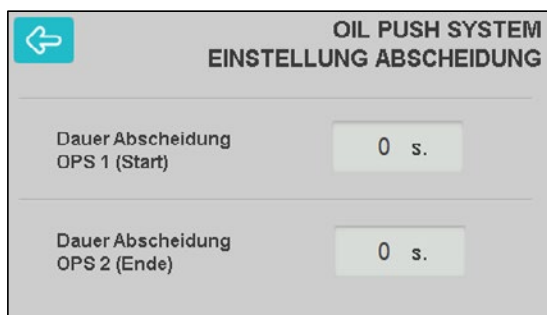 OIL PUSH SYSTEM
EINSTELLUNG ABSCHEIDUNG
Dauer Abscheidung
OPS 1 (Start)
0 s.
Dauer Abscheidung
OPS 2 (Ende)
0 s.